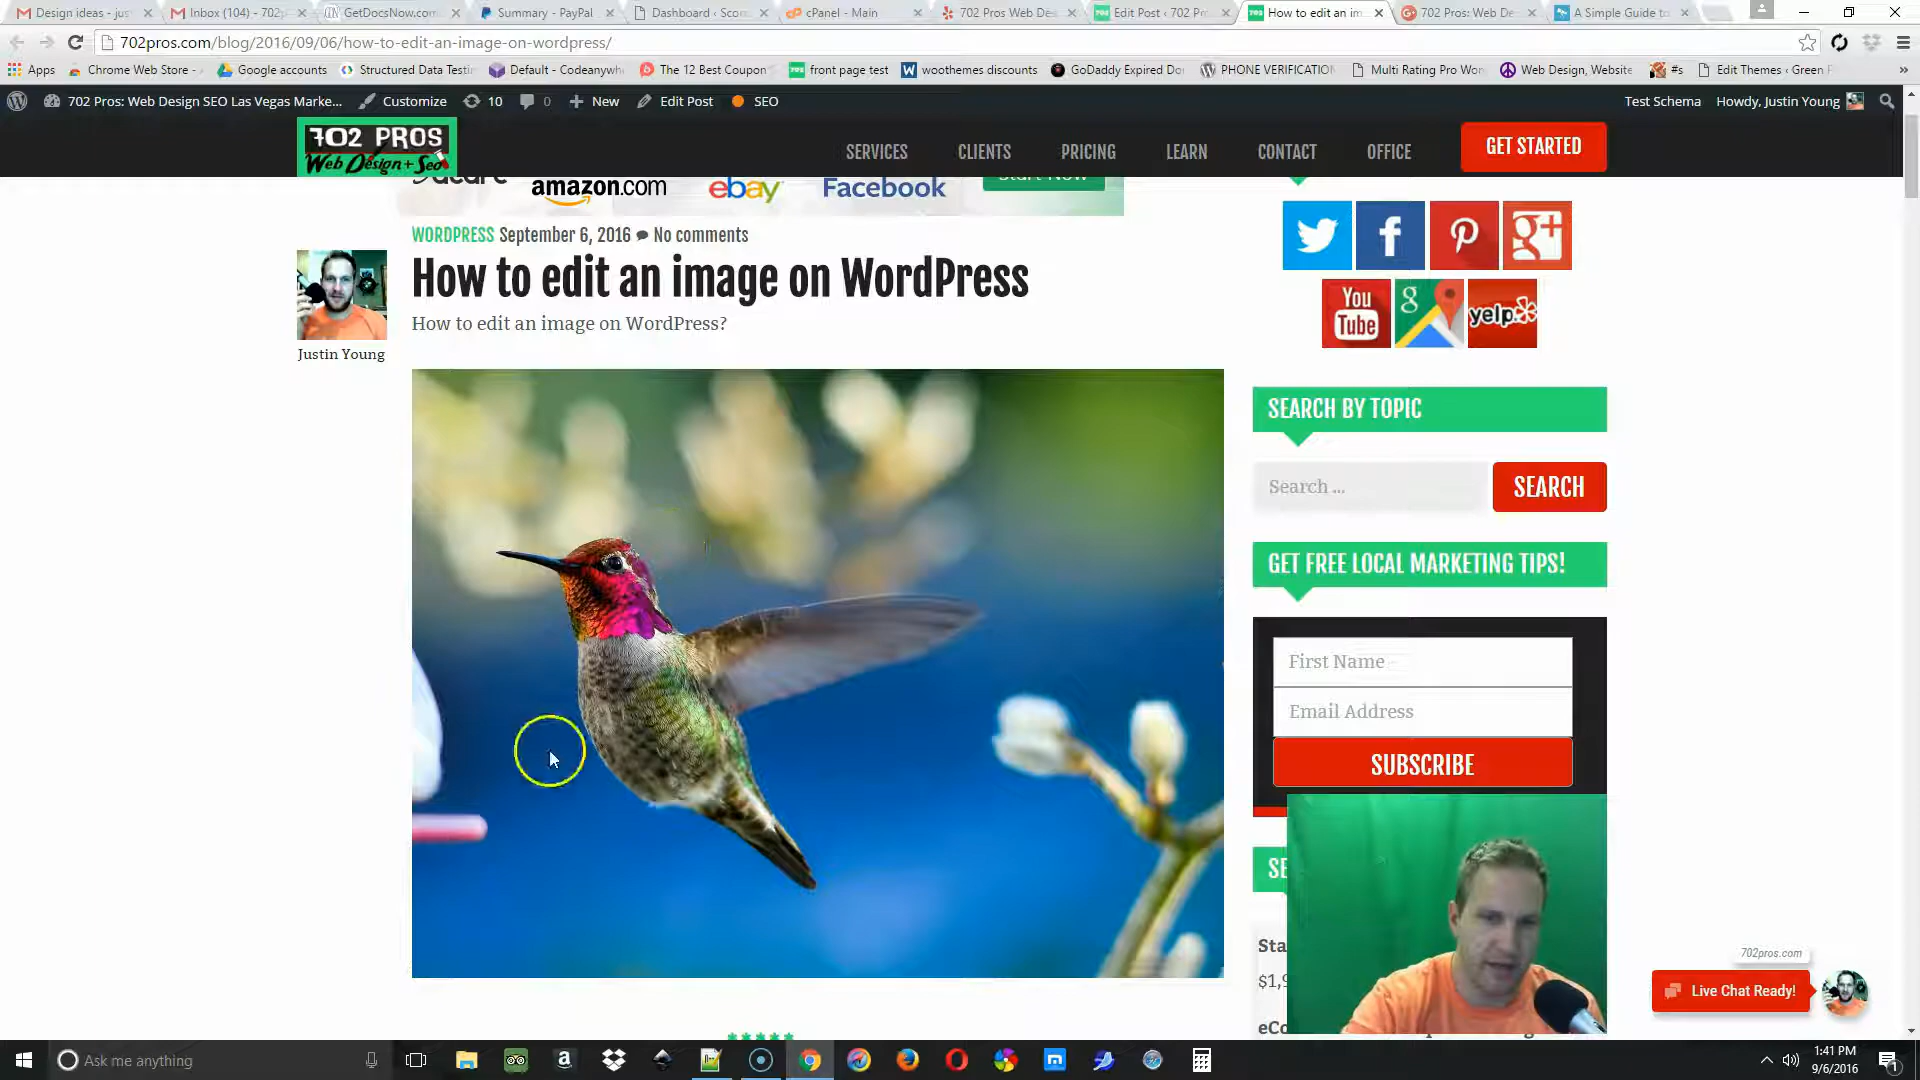 Design ideas - jus
Inbox (104) - 702p
GetDocsNow.com
Summary - PayPal
Dashboard ‹ Scor
cPanel - Main
702 Pros Web Des
Edit Post ‹ 702 Pr
How to edit an im
702 Pros: Web De
A Simple Guide to
702pros.com/blog/2016/09/06/how-to-edit-an-image-on-wordpress/
Apps
Chrome Web Store -
Google accounts
Structured Data Testin
Default - Codeanywh
The 12 Best Coupon
front page test
woothemes discounts
GoDaddy Expired Do
PHONE VERIFICATION
Multi Rating Pro Wor
Web Design, Website
#s
Edit Themes ‹ Green P
702 Pros: Web Design SEO Las Vegas Marke...
Customize
10
0
New
Edit Post
SEO
Test Schema
Howdy, Justin Young
702 PROS
Web Design + Seo
SERVICES
CLIENTS
PRICING
LEARN
CONTACT
OFFICE
GET STARTED
amazon.com
ebay
Facebook
Start Now
WORDPRESS September 6, 2016 No comments
How to edit an image on WordPress
How to edit an image on WordPress?
Justin Young
You
Tube
yelp
SEARCH BY TOPIC
Search ...
SEARCH
GET FREE LOCAL MARKETING TIPS!
First Name
Email Address
SUBSCRIBE
SE
Sta
$1,9
eCo
702pros.com
Live Chat Ready!
Ask me anything
1:41 PM
9/6/2016